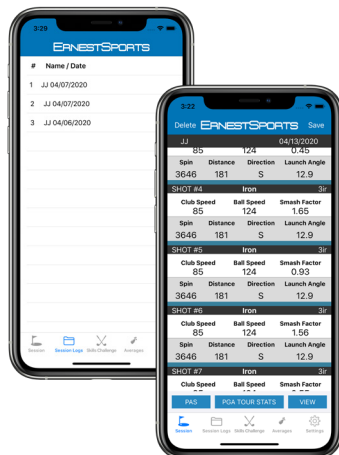 3:29
ERNESTSPORTS
# Name / Date
1 JJ 04/07/2020
2 JJ 04/07/2020
3 JJ 04/06/2020
Session Session Logs Skills Challenge Averages
3:22
Delete ERNESTSPORTS Save
JJ 04/13/2020
85 124 0.45
Spin Distance Direction Launch Angle
3646 181 S 12.9
SHOT #4 Iron 3ir
Club Speed Ball Speed Smash Factor
85 124 1.65
Spin Distance Direction Launch Angle
3646 181 S 12.9
SHOT #5 Iron 3ir
Club Speed Ball Speed Smash Factor
85 124 0.93
Spin Distance Direction Launch Angle
3646 181 S 12.9
SHOT #6 Iron 3ir
Club Speed Ball Speed Smash Factor
85 124 1.56
Spin Distance Direction Launch Angle
3646 181 S 12.9
SHOT #7 Iron 3ir
Club Speed Ball Speed Smash Factor
PAS PGA TOUR STATS VIEW
Session Session Logs Skills Challenge Averages Settings